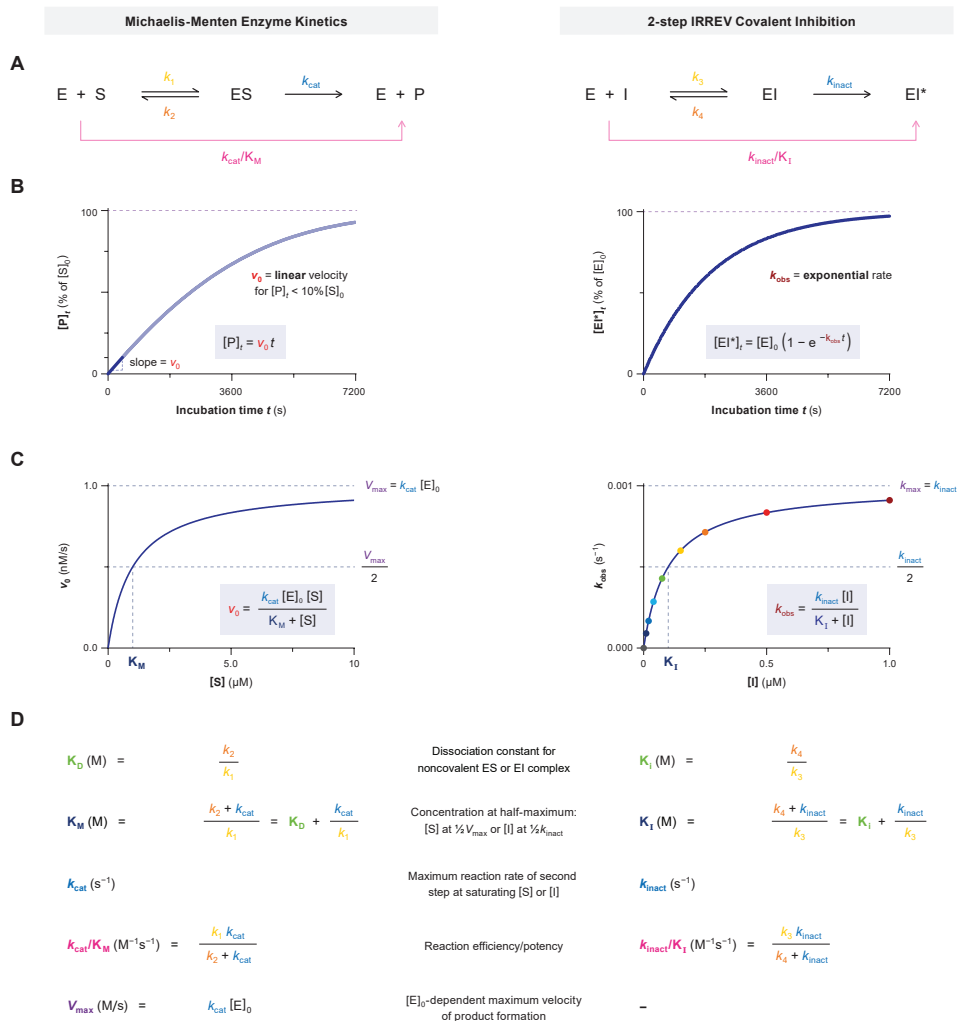 Michaelis-Menten Enzyme Kinetics
2-step IRREV Covalent Inhibition
A
E + S k1 k2 ES kcat E + P
kcat/KM
E + I k3 k4 EI kinact EI*
kinact/KI
B
[P]t (% of [S]0)
100
0
v0 = linear velocity
for [P]t < 10% [S]0
[P]t = v0 t
slope = v0
0 3600 7200
Incubation time t (s)
[EI*]t (% of [E]0)
100
0
kobs = exponential rate
[EI*]t = [E]0 (1 − e −kobs t)
0 3600 7200
Incubation time t (s)
C
v0 (nM/s)
1.0
0.0
Vmax = kcat [E]0
Vmax
2
v0 = kcat [E]0 [S]
KM + [S]
0 KM 5.0 10
[S] (µM)
kobs (s−1)
0.001
0.000
kmax = kinact
kinact
2
kobs = kinact [I]
KI + [I]
0 KI 0.5 1.0
[I] (µM)
D
KD (M) = k2 / k1
Dissociation constant for
noncovalent ES or EI complex
Ki (M) = k4 / k3
KM (M) = k2 + kcat / k1 = KD + kcat / k1
Concentration at half-maximum:
[S] at ½Vmax or [I] at ½kinact
KI (M) = k4 + kinact / k3 = Ki + kinact / k3
kcat (s−1)
Maximum reaction rate of second
step at saturating [S] or [I]
kinact (s−1)
kcat/KM (M−1s−1) = k1 kcat / k2 + kcat
Reaction efficiency/potency
kinact/KI (M−1s−1) = k3 kinact / k4 + kinact
Vmax (M/s) = kcat [E]0
[E]0-dependent maximum velocity
of product formation
–